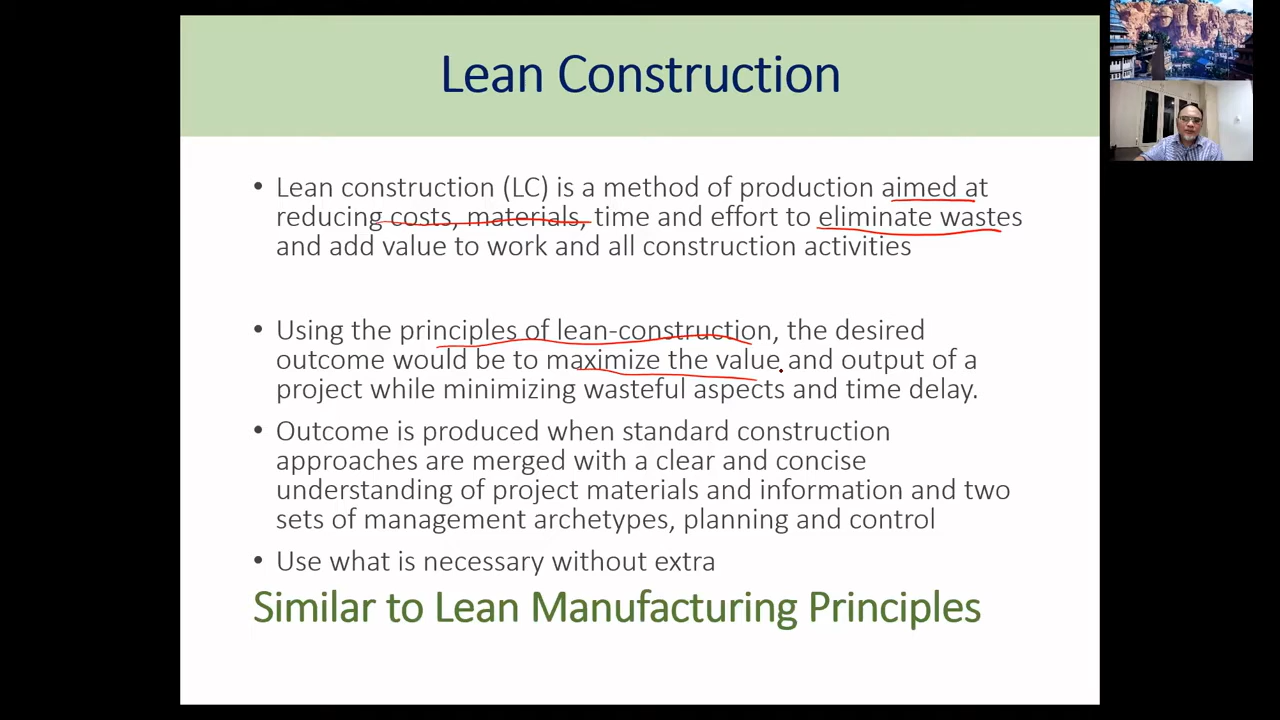 Lean Construction
• Lean construction (LC) is a method of production aimed at
reducing costs, materials, time and effort to eliminate wastes
and add value to work and all construction activities
• Using the principles of lean-construction, the desired
outcome would be to maximize the value and output of a
project while minimizing wasteful aspects and time delay.
• Outcome is produced when standard construction
approaches are merged with a clear and concise
understanding of project materials and information and two
sets of management archetypes, planning and control
• Use what is necessary without extra
Similar to Lean Manufacturing Principles